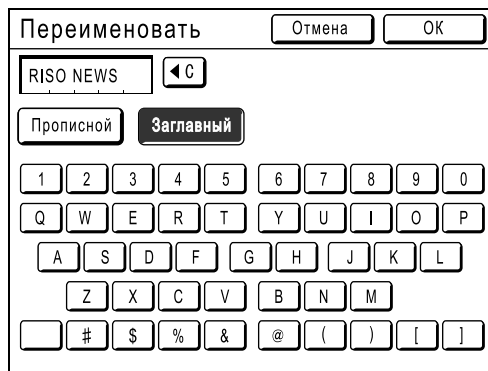 Переименовать Отмена OK
RISO NEWS ◀C
Прописной Заглавный
1 2 3 4 5 6 7 8 9 0
Q W E R T Y U I O P
A S D F G H J K L
Z X C V B N M
# $ % & @ ( ) [ ]